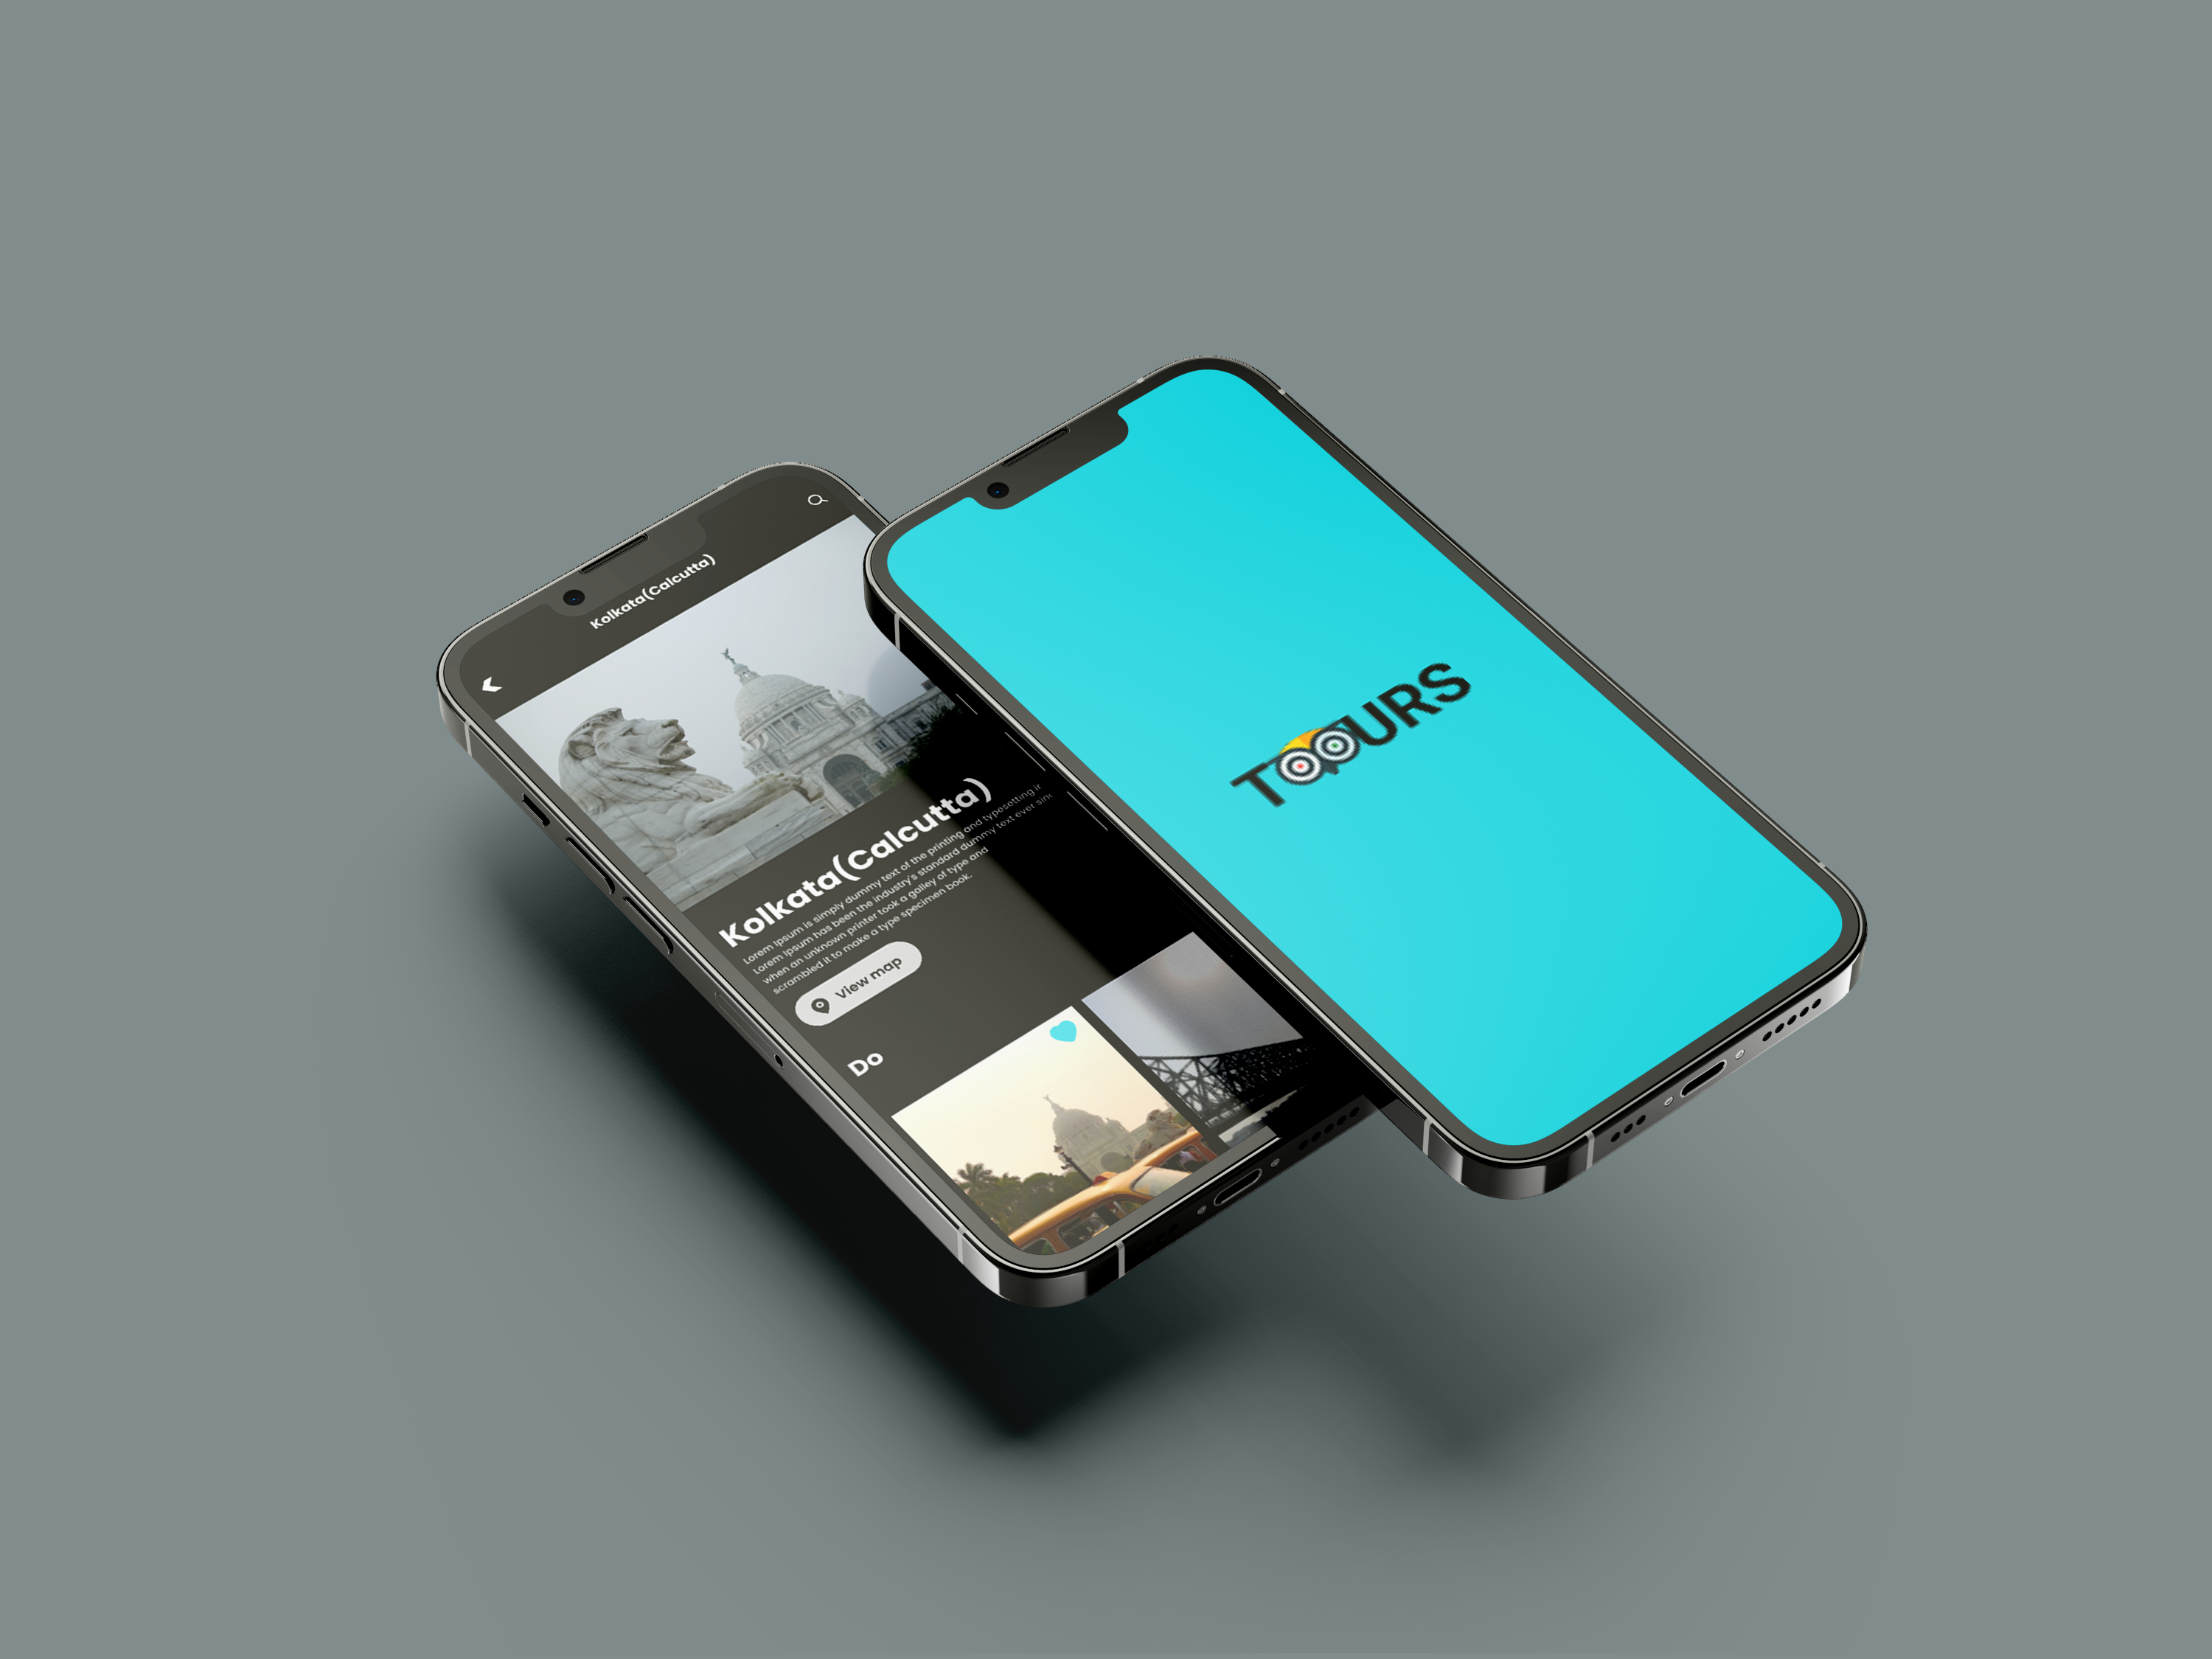 Kolkata(Calcutta)
Kolkata(Calcutta)
Lorem Ipsum is simply dummy text of the printing and typesetting
Lorem Ipsum has been the industry's standard dummy text ever
when an unknown printer took a galley of type and
scrambled it to make a type specimen book.
View map
Do
TOOURS